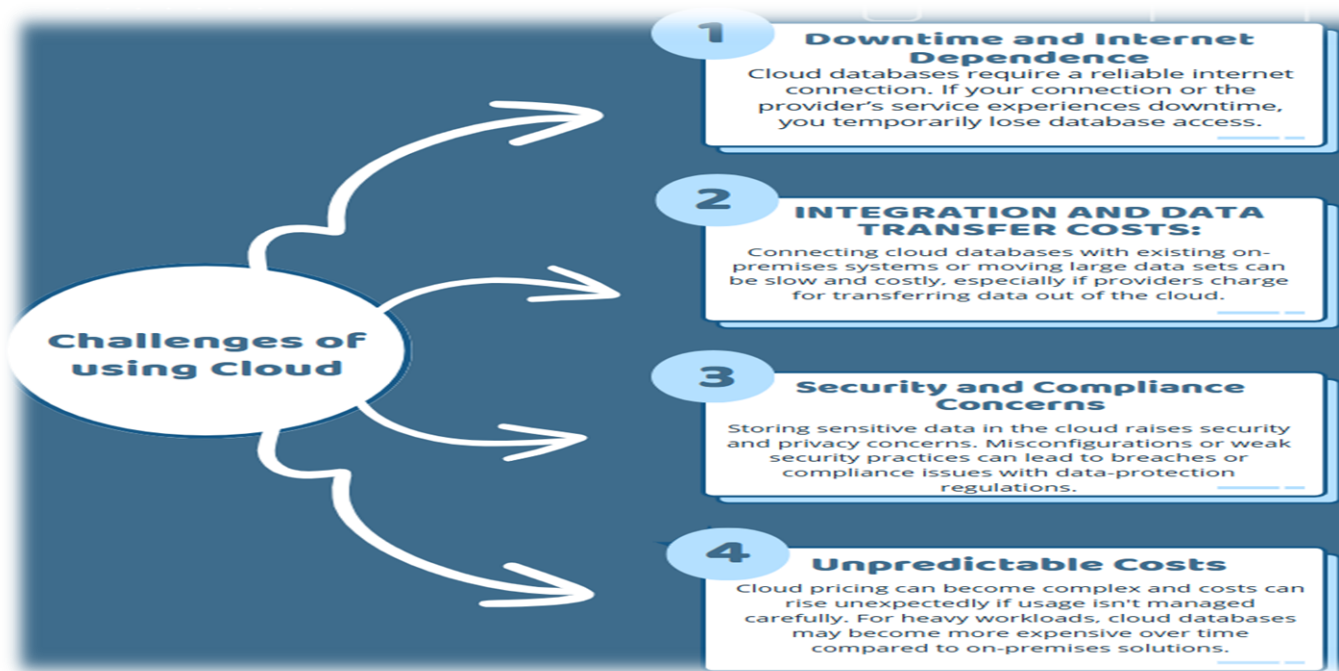 Challenges of
using Cloud
1
Downtime and Internet
Dependence
Cloud databases require a reliable internet
connection. If your connection or the
provider's service experiences downtime,
you temporarily lose database access.
2
INTEGRATION AND DATA
TRANSFER COSTS:
Connecting cloud databases with existing on-
premises systems or moving large data sets can
be slow and costly, especially if providers charge
for transferring data out of the cloud.
3
Security and Compliance
Concerns
Storing sensitive data in the cloud raises security
and privacy concerns. Misconfigurations or weak
security practices can lead to breaches or
compliance issues with data-protection
regulations.
4
Unpredictable Costs
Cloud pricing can become complex and costs can
rise unexpectedly if usage isn't managed
carefully. For heavy workloads, cloud databases
may become more expensive over time
compared to on-premises solutions.